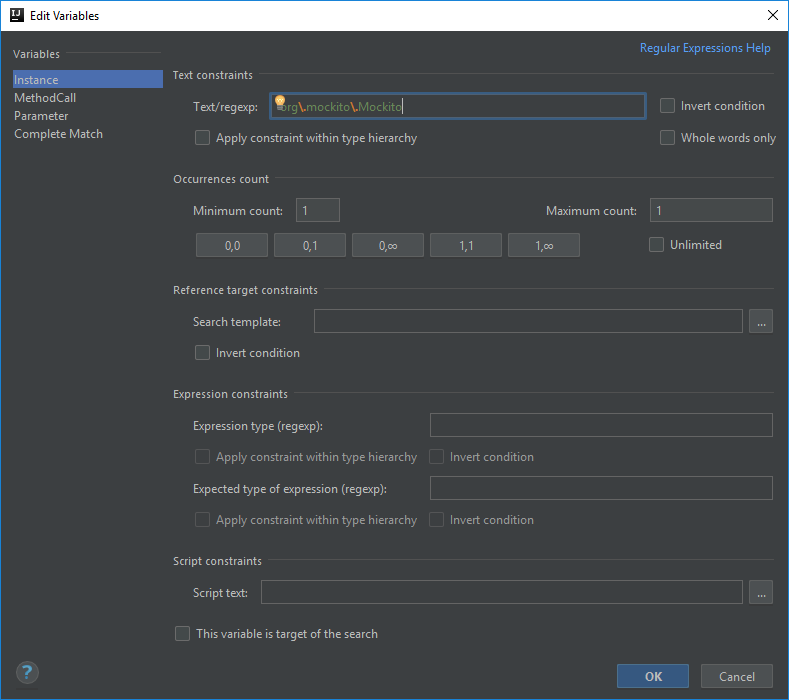 Edit Variables
Regular Expressions Help
Variables
Instance
MethodCall
Parameter
Complete Match
Text constraints
Text/regexp: org\.mockito\.Mockito Invert condition
Apply constraint within type hierarchy Whole words only
Occurrences count
Minimum count: 1 Maximum count: 1
0,0 0,1 0,∞ 1,1 1,∞ Unlimited
Reference target constraints
Search template: ...
Invert condition
Expression constraints
Expression type (regexp):
Apply constraint within type hierarchy Invert condition
Expected type of expression (regexp):
Apply constraint within type hierarchy Invert condition
Script constraints
Script text: ...
This variable is target of the search
? OK Cancel